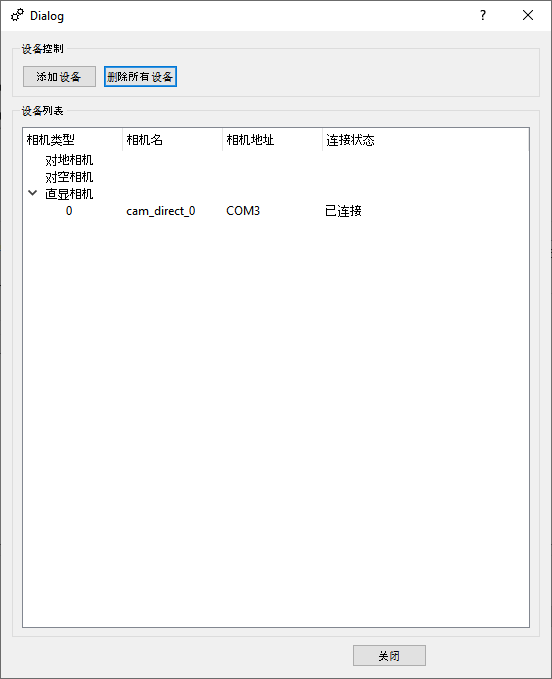 Dialog
设备控制
添加设备 删除所有设备
设备列表
相机类型 相机名 相机地址 连接状态
对地相机
对空相机
直显相机
0 cam_direct_0 COM3 已连接
关闭